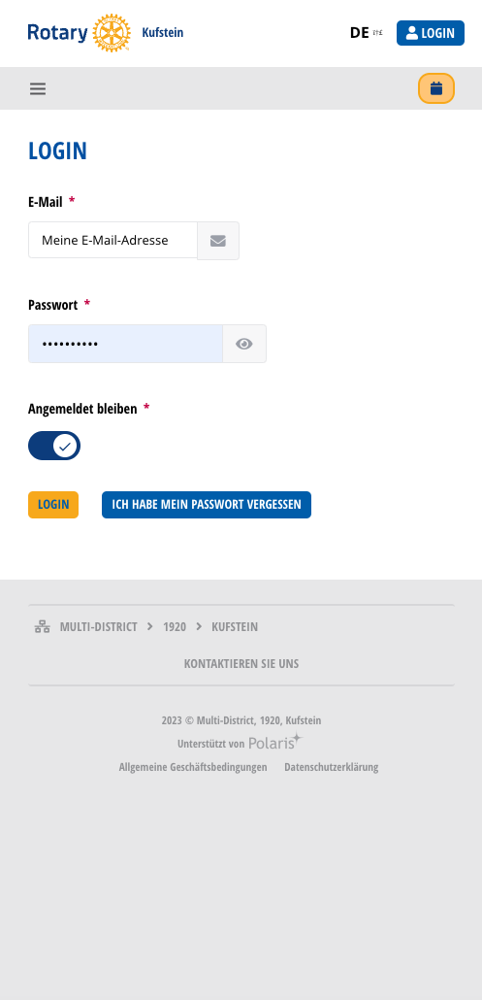 Rotary Kufstein
DE LOGIN
LOGIN
E-Mail *
Meine E-Mail-Adresse
Passwort *
••••••••••
Angemeldet bleiben *
LOGIN ICH HABE MEIN PASSWORT VERGESSEN
MULTI-DISTRICT 1920 KUFSTEIN
KONTAKTIEREN SIE UNS
2023 © Multi-District, 1920, Kufstein
Unterstützt von Polaris
Allgemeine Geschäftsbedingungen Datenschutzerklärung